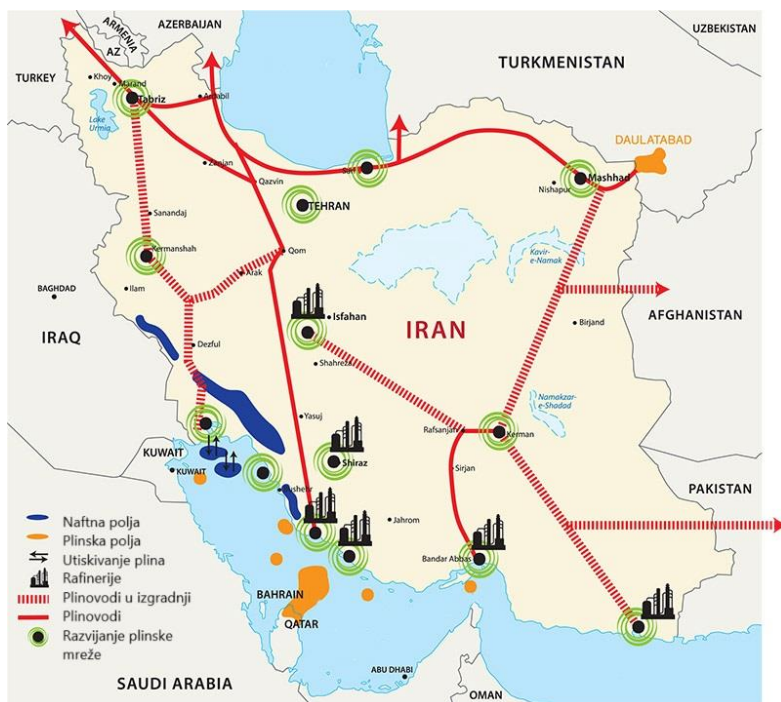 ARMENIA
AZERBAIJAN
UZBEKISTAN
AZ
TURKMENISTAN
TURKEY
Khoy
Marand
Tabriz
Ardabil
Lake
Urmia
DAULATABAD
Zanjan
Qazvin
Sari
Mashhad
Nishapur
TEHRAN
Sanandaj
Kermanshah
Qom
Kavir-
e-Namak
Arak
BAGHDAD
Ilam
Isfahan
IRAN
AFGHANISTAN
Birjand
IRAQ
Dezful
Shahreza
Namakzar-
e-Shadad
Yasuj
Rafsanjan
Kerman
KUWAIT
KUWAIT
Shiraz
Sirjan
PAKISTAN
Bushehr
Jahrom
Naftna polja
Plinska polja
Utiskivanje plina
Rafinerije
Plinovodi u izgradnji
Plinovodi
Razvijanje plinske
mreže
Bandar Abbas
BAHRAIN
QATAR
ABU DHABI
SAUDI ARABIA
OMAN